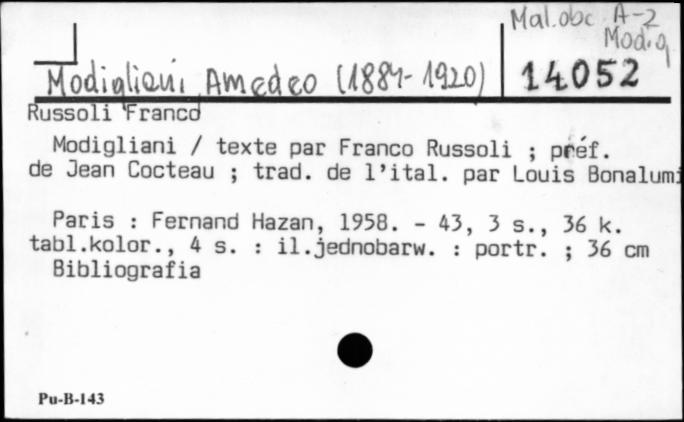 Mal.obc A-2
Modig
Modigliani Amedeo (1884-1920)
14052
Russoli Franco
Modigliani / texte par Franco Russoli ; préf.
de Jean Cocteau ; trad. de l'ital. par Louis Bonalumi
Paris : Fernand Hazan, 1958. - 43, 3 s., 36 k.
tabl.kolor., 4 s. : il.jednobarw. : portr. ; 36 cm
Bibliografia
Pu-B-143